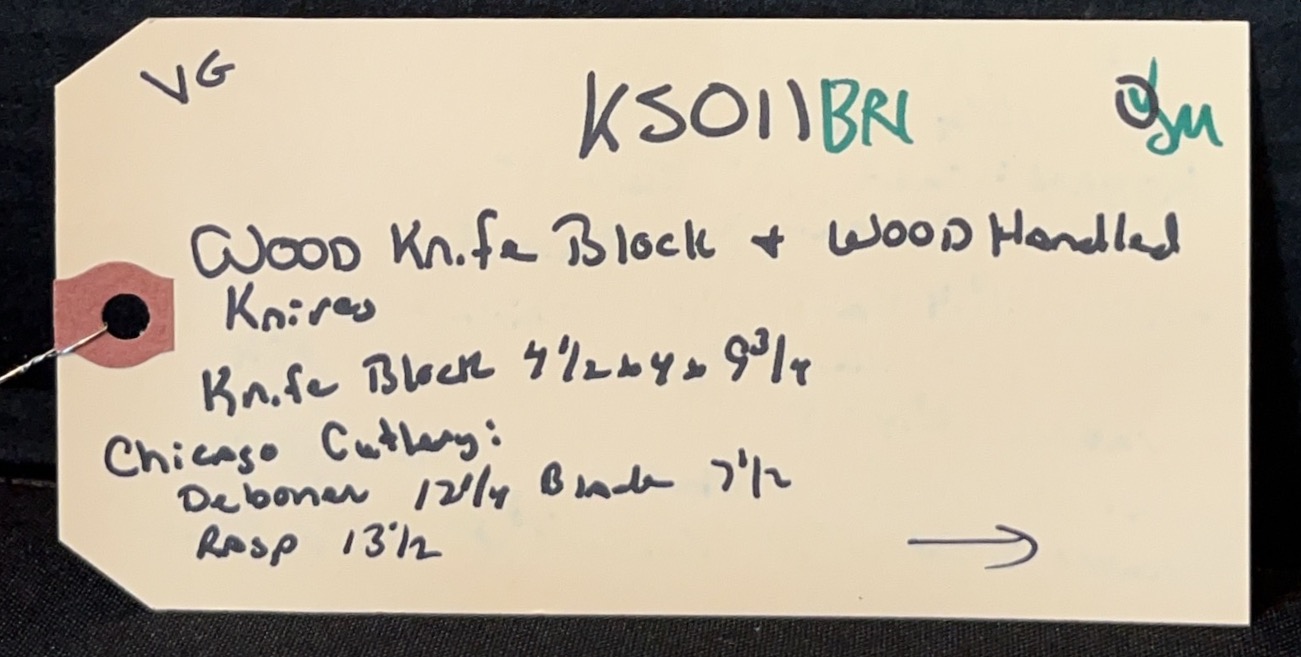 VG
KS011BRI
WOOD Knife Block + WOOD Handled
Knives
Knife Block 4 1/2 x 4 x 9 3/4
Chicago Cutlery:
Deboner 12 1/4 Blade 7 1/2
RASP 13 1/2